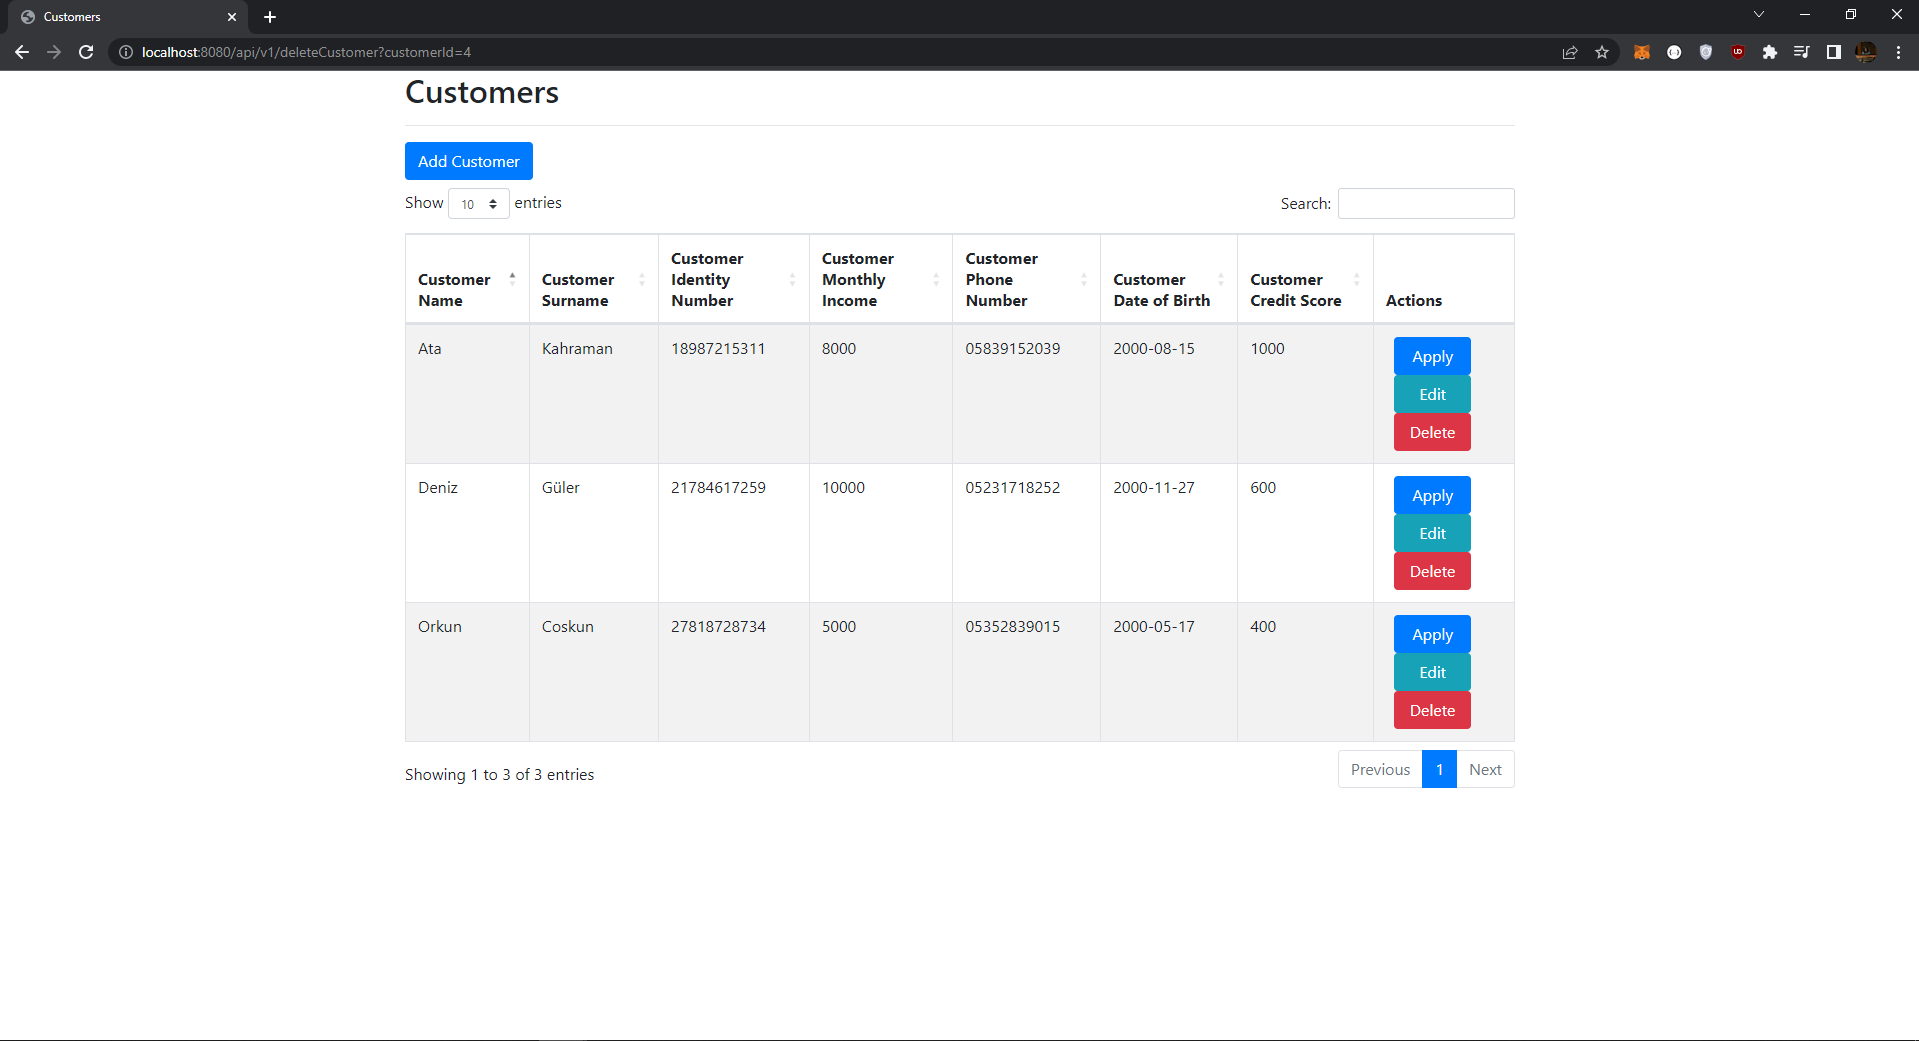 Customers
localhost:8080/api/v1/deleteCustomer?customerId=4
Customers
Add Customer
Show 10 entries
Search:
Customer Name
Customer Surname
Customer Identity Number
Customer Monthly Income
Customer Phone Number
Customer Date of Birth
Customer Credit Score
Actions
Ata Kahraman 18987215311 8000 05839152039 2000-08-15 1000
Apply
Edit
Delete
Deniz Güler 21784617259 10000 05231718252 2000-11-27 600
Apply
Edit
Delete
Orkun Coskun 27818728734 5000 05352839015 2000-05-17 400
Apply
Edit
Delete
Showing 1 to 3 of 3 entries
Previous 1 Next